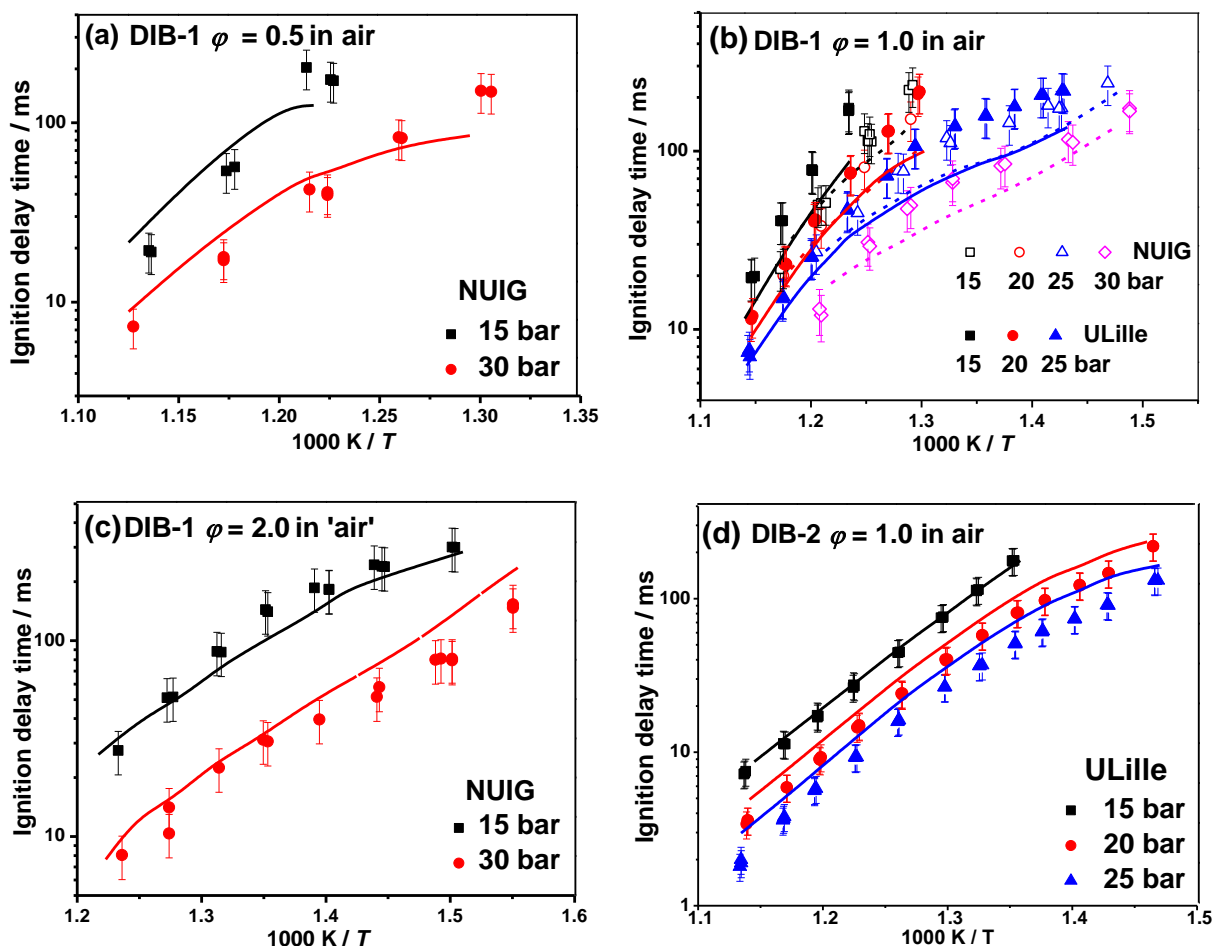 (a) DIB-1 φ = 0.5 in air
Ignition delay time / ms
100
10
NUIG
15 bar
30 bar
1.10 1.15 1.20 1.25 1.30 1.35
1000 K / T
(b) DIB-1 φ = 1.0 in air
Ignition delay time / ms
100
10
NUIG
15 20 25 30 bar
ULille
15 20 25 bar
1.1 1.2 1.3 1.4 1.5
1000 K / T
(c) DIB-1 φ = 2.0 in 'air'
Ignition delay time / ms
100
10
NUIG
15 bar
30 bar
1.2 1.3 1.4 1.5 1.6
1000 K / T
(d) DIB-2 φ = 1.0 in air
Ignition delay time / ms
100
10
1
ULille
15 bar
20 bar
25 bar
1.1 1.2 1.3 1.4 1.5
1000 K / T